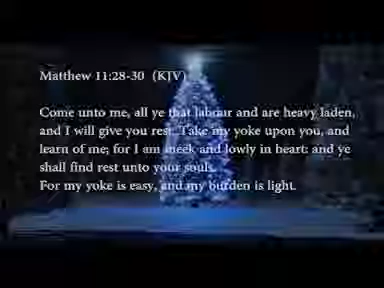 Matthew 11:28-30 (KJV)
Come unto me, all ye that labour and are heavy laden,
and I will give you rest. Take my yoke upon you, and
learn of me; for I am meek and lowly in heart: and ye
shall find rest unto your souls.
For my yoke is easy, and my burden is light.